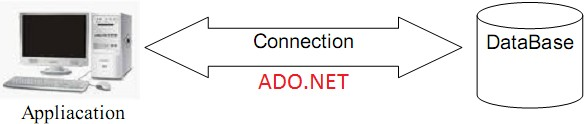 Connection
DataBase
ADO.NET
Appliacation